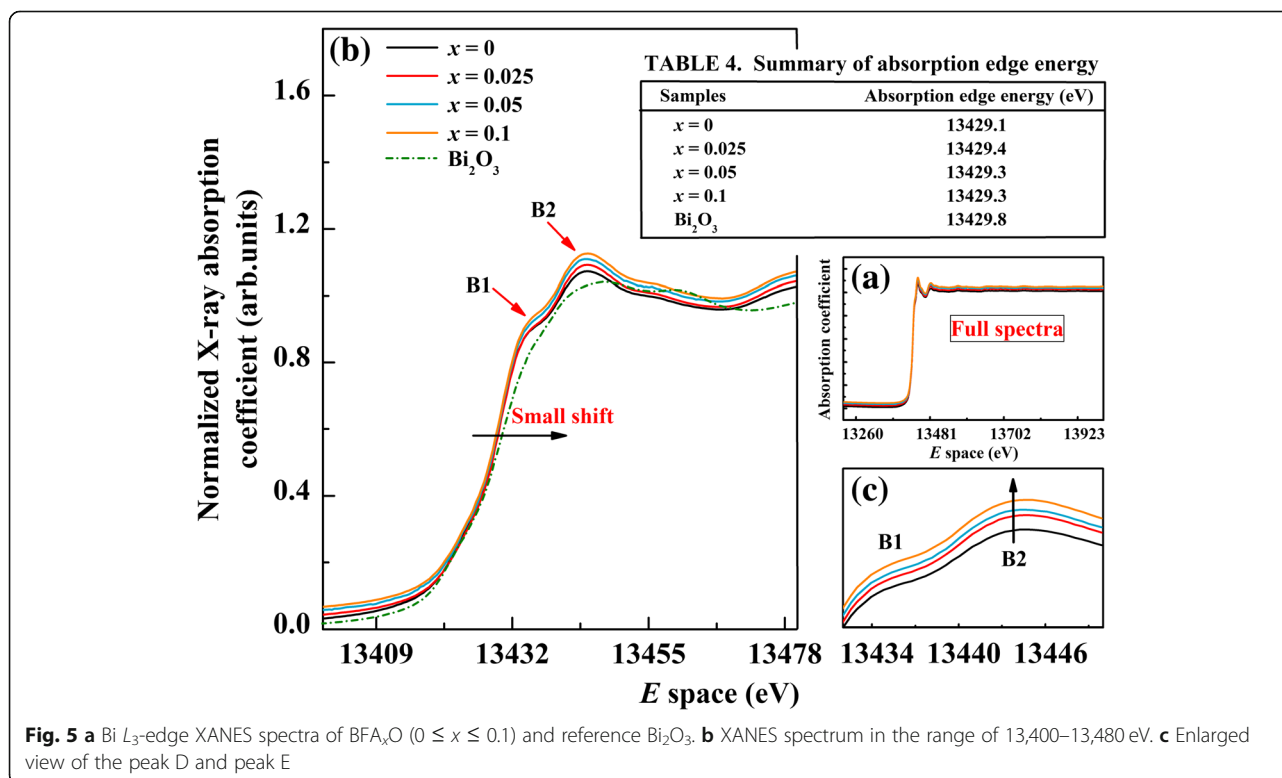 (b)
x = 0
x = 0.025
x = 0.05
x = 0.1
Bi₂O₃
TABLE 4. Summary of absorption edge energy
Samples Absorption edge energy (eV)
x = 0 13429.1
x = 0.025 13429.4
x = 0.05 13429.3
x = 0.1 13429.3
Bi₂O₃ 13429.8
Normalized X-ray absorption
coefficient (arb.units)
1.6
1.2
0.8
0.4
0.0
B1
B2
Small shift
13409 13432 13455 13478
E space (eV)
(a)
Full spectra
Absorption coefficient
13260 13481 13702 13923
E space (eV)
(c)
B1
B2
13434 13440 13446
Fig. 5 a Bi L₃-edge XANES spectra of BFAₓO (0 ≤ x ≤ 0.1) and reference Bi₂O₃. b XANES spectrum in the range of 13,400–13,480 eV. c Enlarged
view of the peak D and peak E